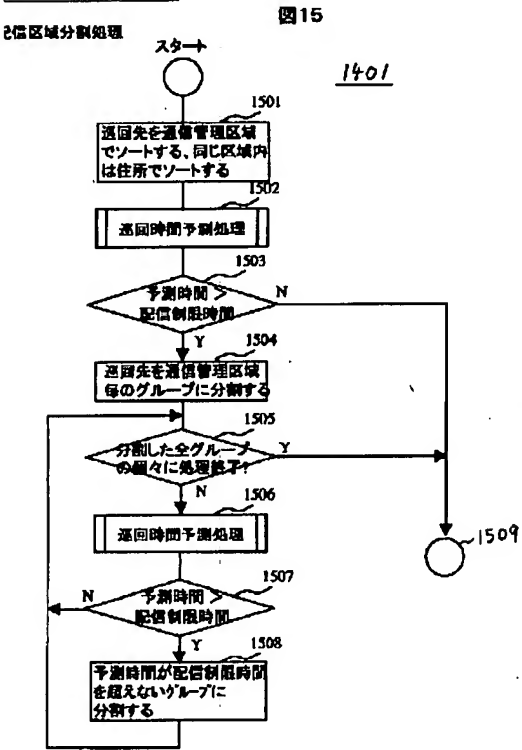 図15
配信区域分割処理
スタート
1401
1501
巡回先を通信管理区域
でソートする、同じ区域内
は住所でソートする
1502
巡回時間予測処理
1503
予測時間 >
配信制限時間
N
Y
1504
巡回先を通信管理区域
毎のグループに分割する
1505
分割した全グループ
の個々に処理終了?
Y
N
1506
巡回時間予測処理
1509
1507
予測時間 >
配信制限時間
N
Y
1508
予測時間が配信制限時間
を超えないグループに
分割する